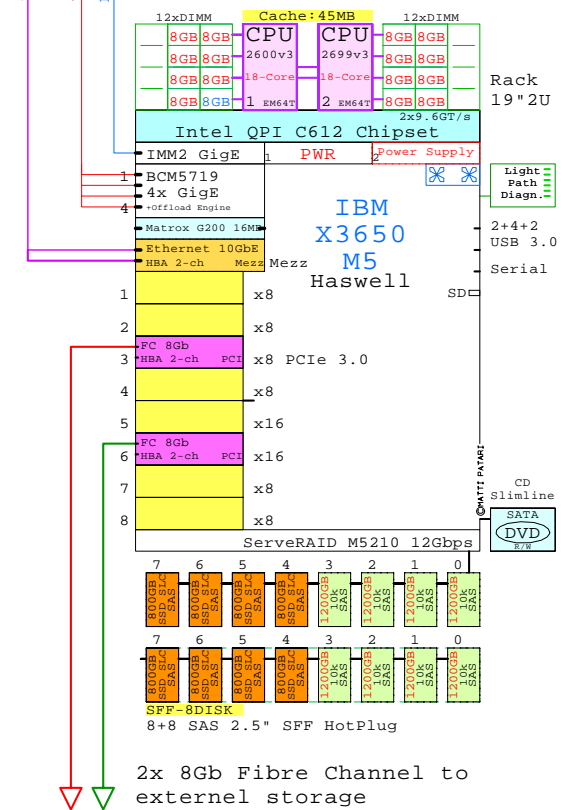 12xDIMM Cache:45MB 12xDIMM
8GB 8GB CPU CPU 8GB 8GB
8GB 8GB 2600v3 2699v3 8GB 8GB
8GB 8GB 18-Core 18-Core 8GB 8GB
8GB 8GB 1 EM64T 2 EM64T 8GB 8GB
Rack
19"2U
2x9.6GT/s
Intel QPI C612 Chipset
IMM2 GigE 1 PWR 2 Power Supply
1 BCM5719
4x GigE
4 +Offload Engine
Light
Path
Diagn.
Matrox G200 16MB
IBM
X3650
M5
Haswell
2+4+2
USB 3.0
Serial
SD
Ethernet 10GbE
HBA 2-ch Mezz Mezz
1 x8
2 x8
FC 8Gb
3 HBA 2-ch PCI x8 PCIe 3.0
4 x8
5 x16
FC 8Gb
6 HBA 2-ch PCI x16
7 x8
8 x8
©MATTI PATARI
CD
Slimline
SATA
DVD
R/W
ServeRAID M5210 12Gbps
7 6 5 4 3 2 1 0
800GB SSD SLC SAS
800GB SSD SLC SAS
800GB SSD SLC SAS
800GB SSD SLC SAS
1200GB 10k SAS
1200GB 10k SAS
1200GB 10k SAS
1200GB 10k SAS
7 6 5 4 3 2 1 0
800GB SSD SLC SAS
800GB SSD SLC SAS
800GB SSD SLC SAS
800GB SSD SLC SAS
1200GB 10k SAS
1200GB 10k SAS
1200GB 10k SAS
1200GB 10k SAS
SFF-8DISK
8+8 SAS 2.5" SFF HotPlug
2x 8Gb Fibre Channel to
externel storage